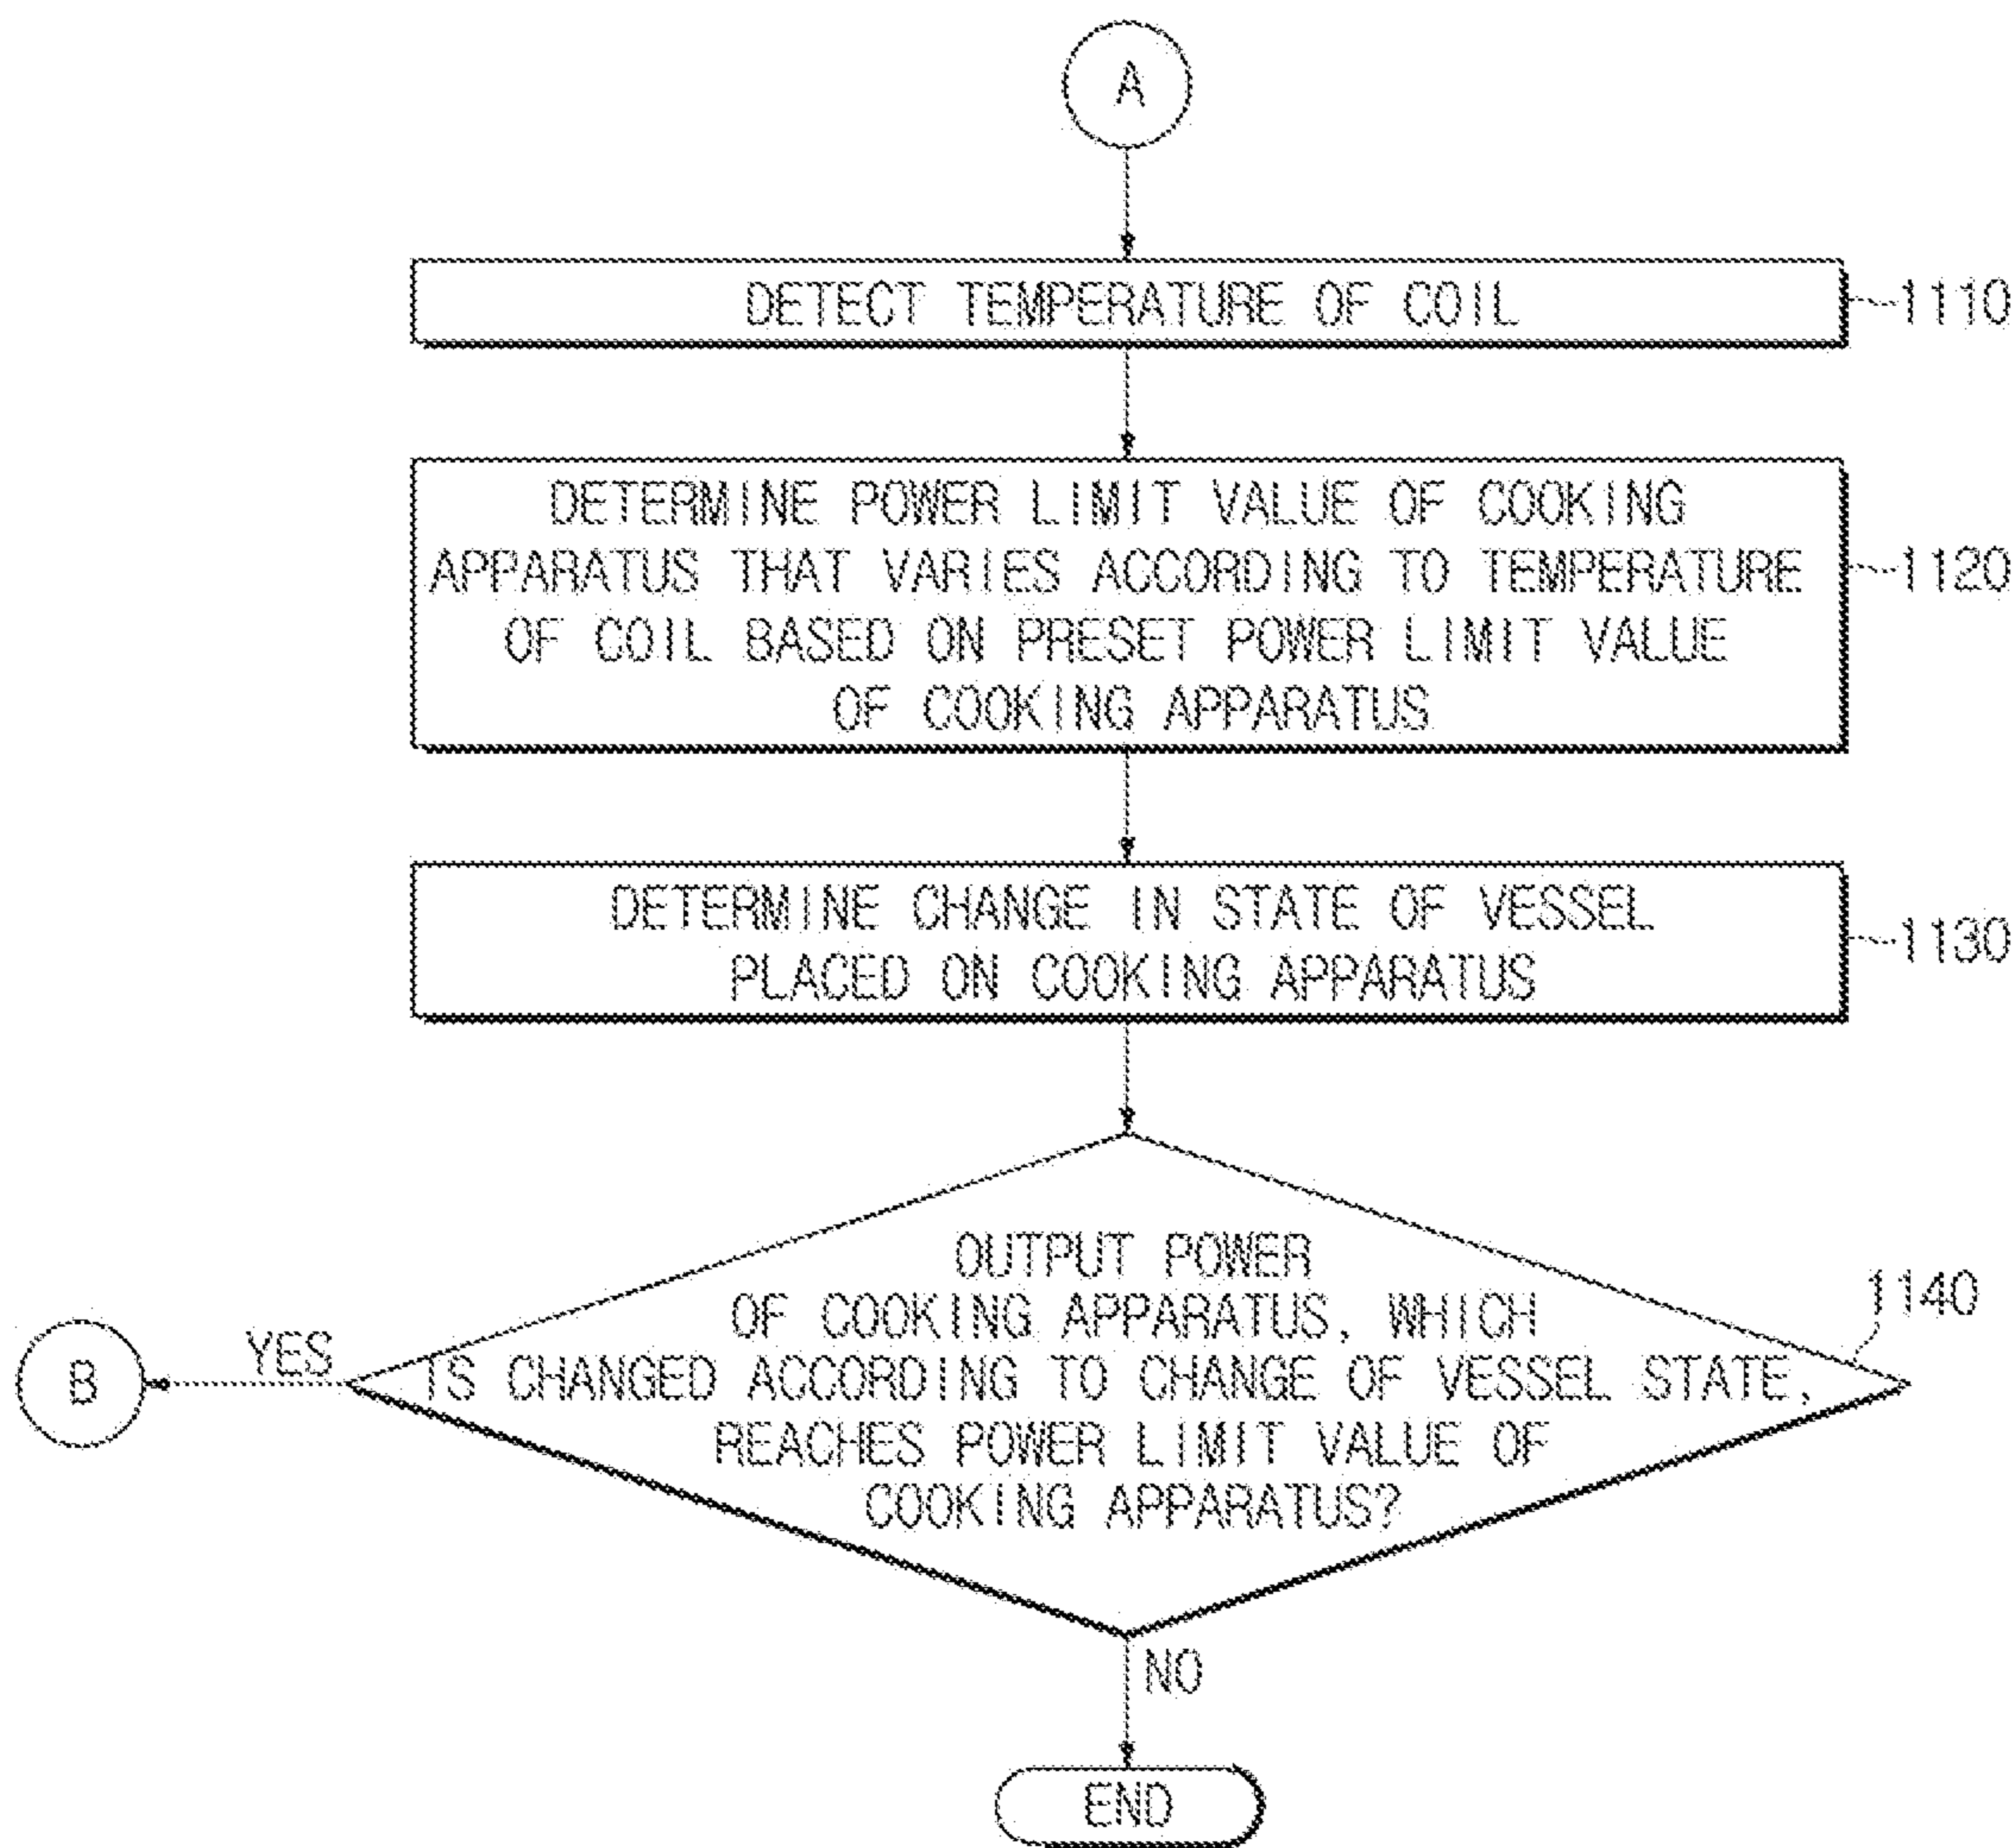 A
DETECT TEMPERATURE OF COIL
1110
DETERMINE POWER LIMIT VALUE OF COOKING
APPARATUS THAT VARIES ACCORDING TO TEMPERATURE
OF COIL BASED ON PRESET POWER LIMIT VALUE
OF COOKING APPARATUS
1120
DETERMINE CHANGE IN STATE OF VESSEL
PLACED ON COOKING APPARATUS
1130
OUTPUT POWER
OF COOKING APPARATUS, WHICH
IS CHANGED ACCORDING TO CHANGE OF VESSEL STATE,
REACHES POWER LIMIT VALUE OF
COOKING APPARATUS?
1140
YES
B
NO
END